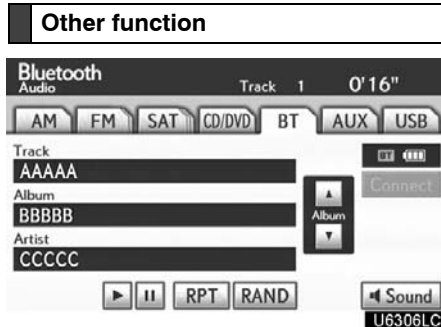 Other function
Bluetooth
Audio Track 1 0'16"
AM FM SAT CD/DVD BT AUX USB
Track
AAAAA
Album
BBBBB
Artist
CCCCC
Album
BT
Connect
RPT RAND
Sound
U6306LC